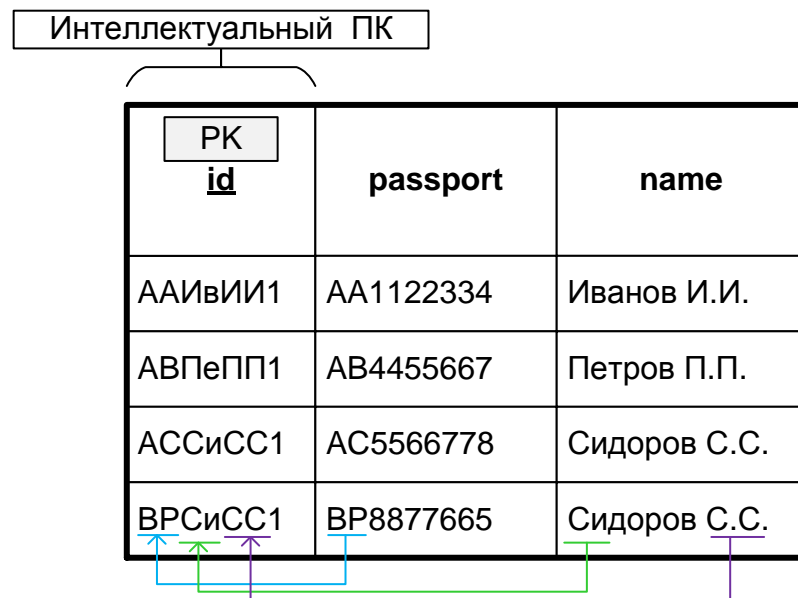 Интеллектуальный ПК
PK
id passport name
ААИвИИ1 АА1122334 Иванов И.И.
АВПеПП1 АВ4455667 Петров П.П.
АССиСС1 АС5566778 Сидоров С.С.
ВРСиСС1 ВР8877665 Сидоров С.С.